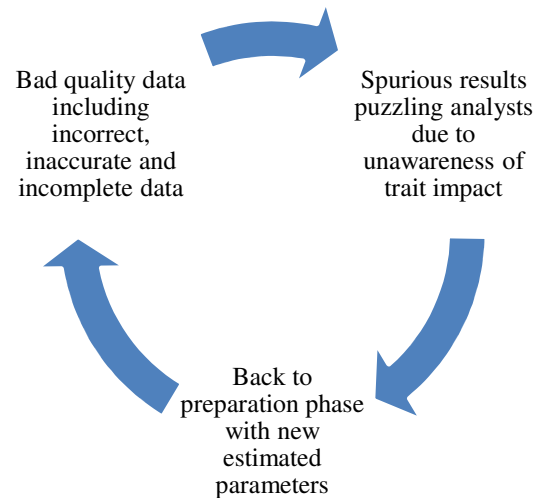 Bad quality data
including
incorrect,
inaccurate and
incomplete data
Spurious results
puzzling analysts
due to
unawareness of
trait impact
Back to
preparation phase
with new
estimated
parameters